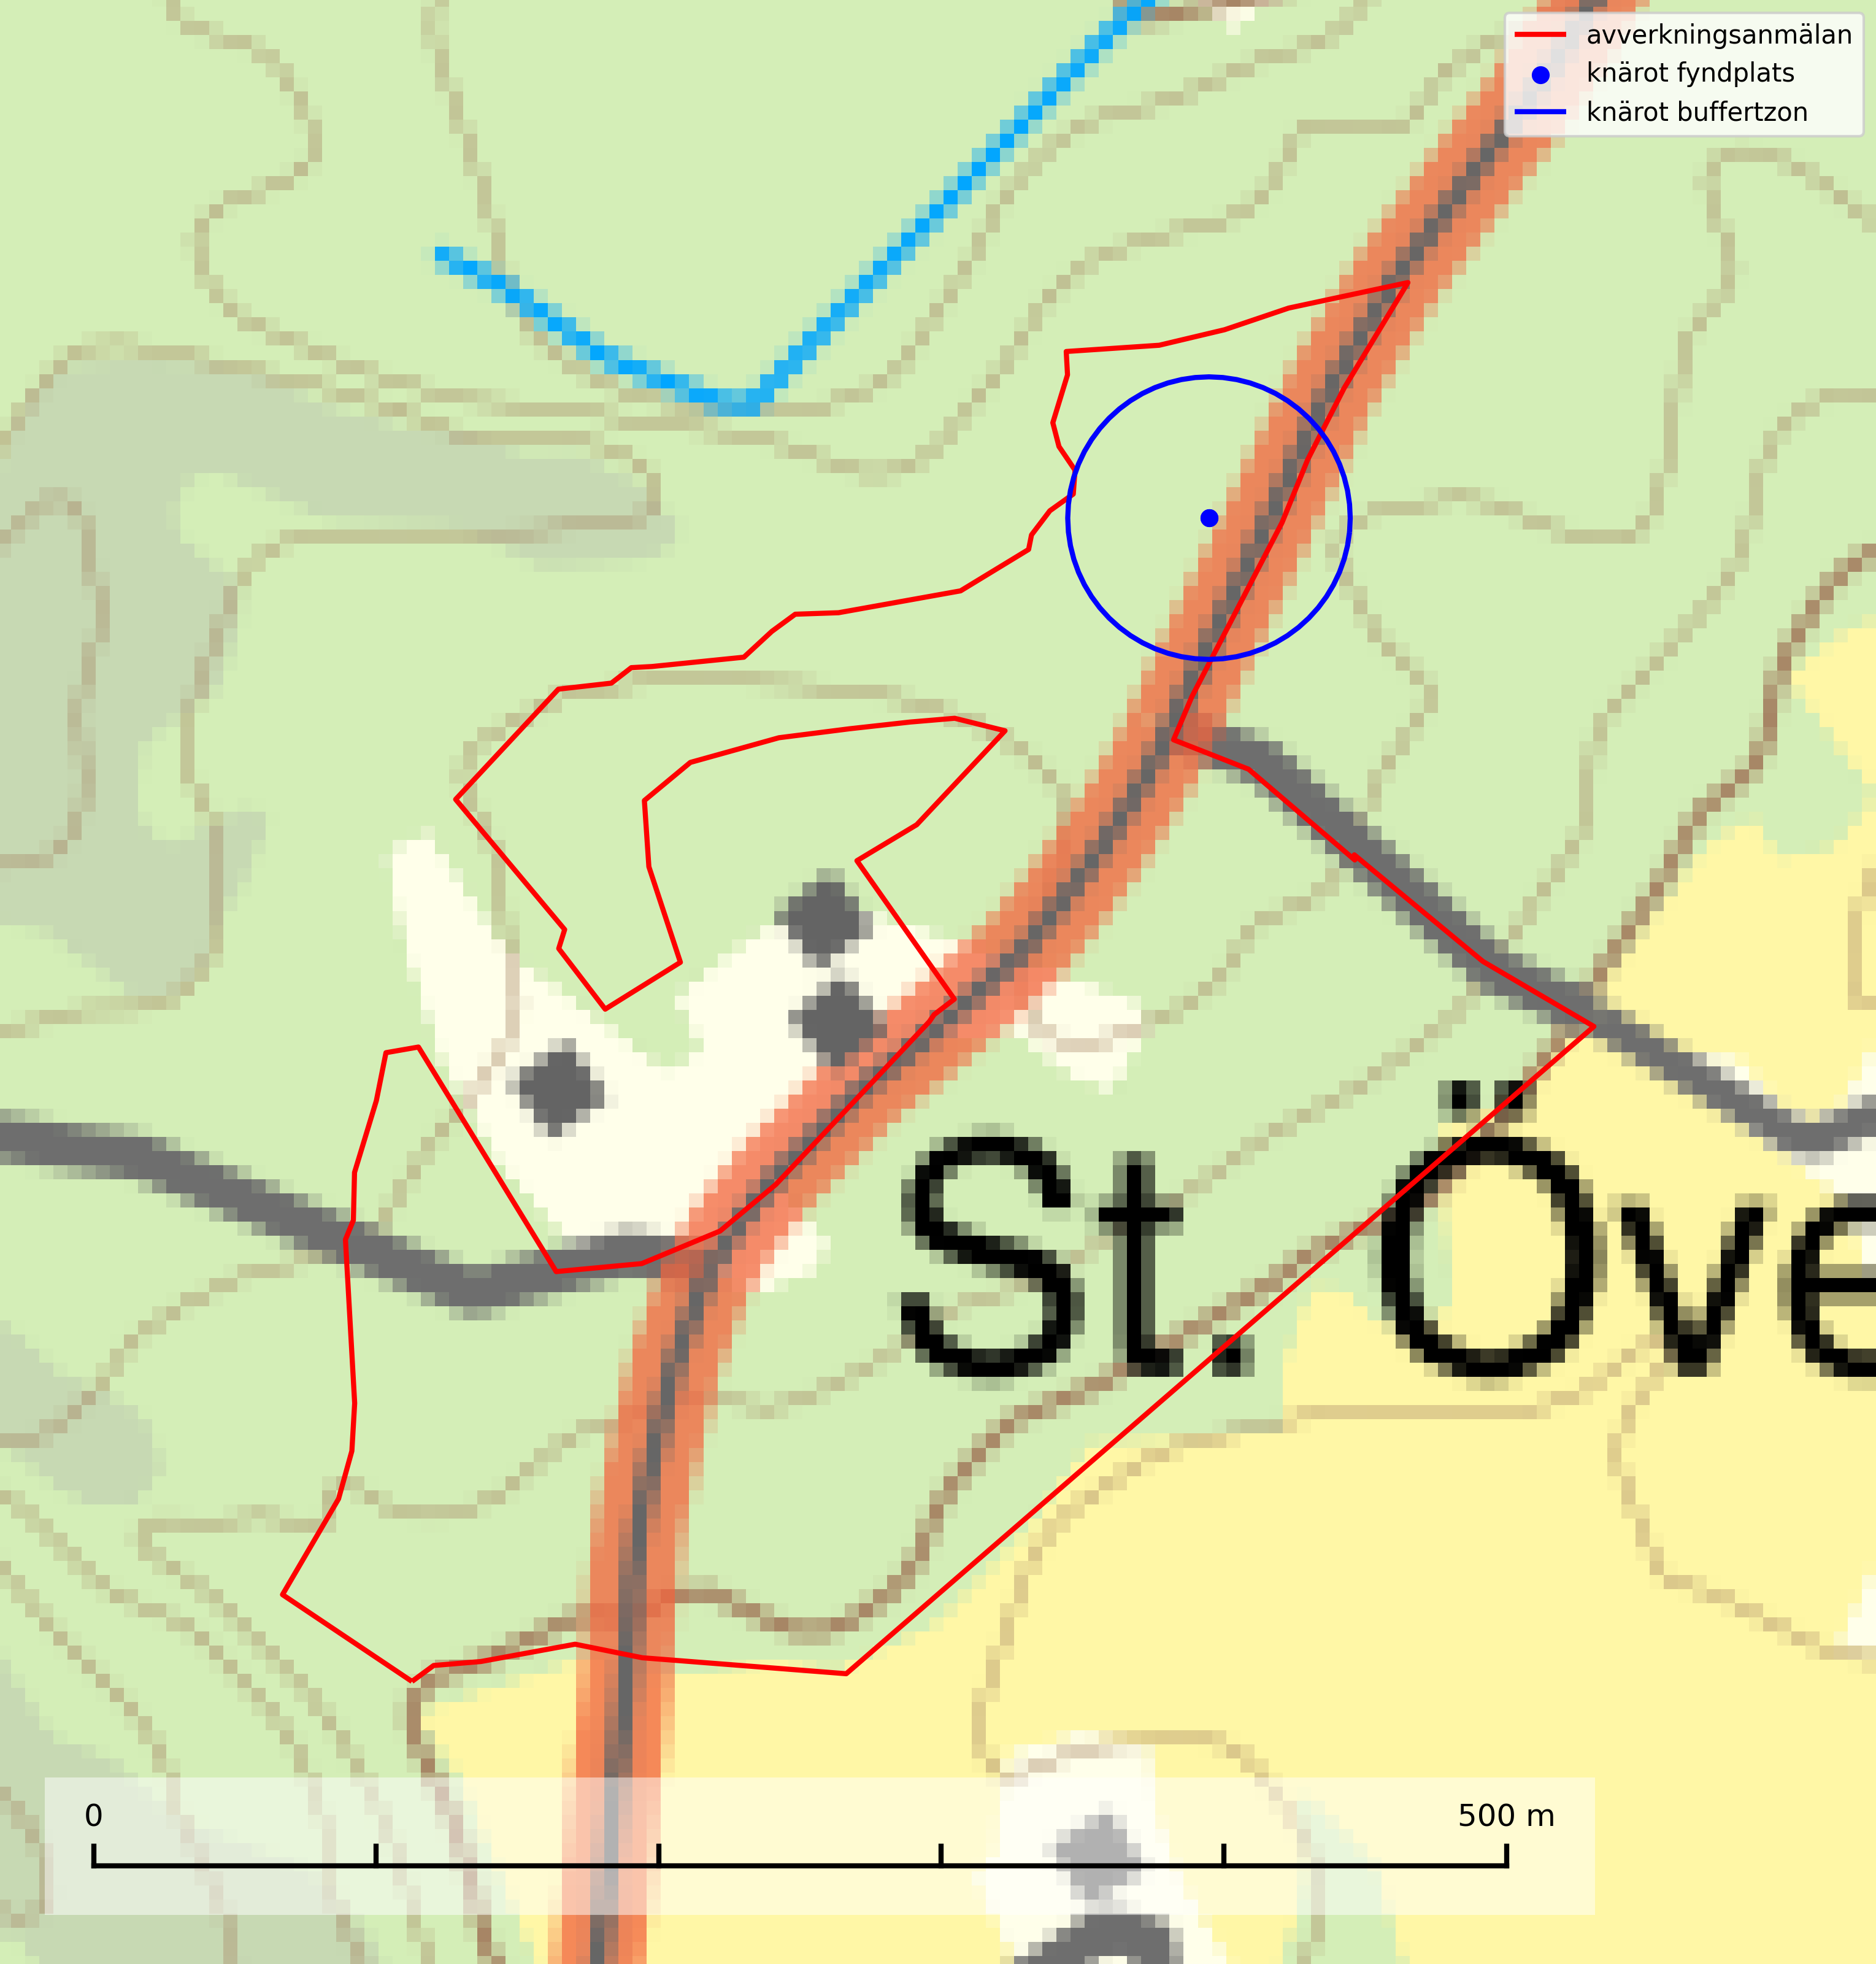 avverkningsanmälan
knärot fyndplats
knärot buffertzon
St. Öve
0 500 m